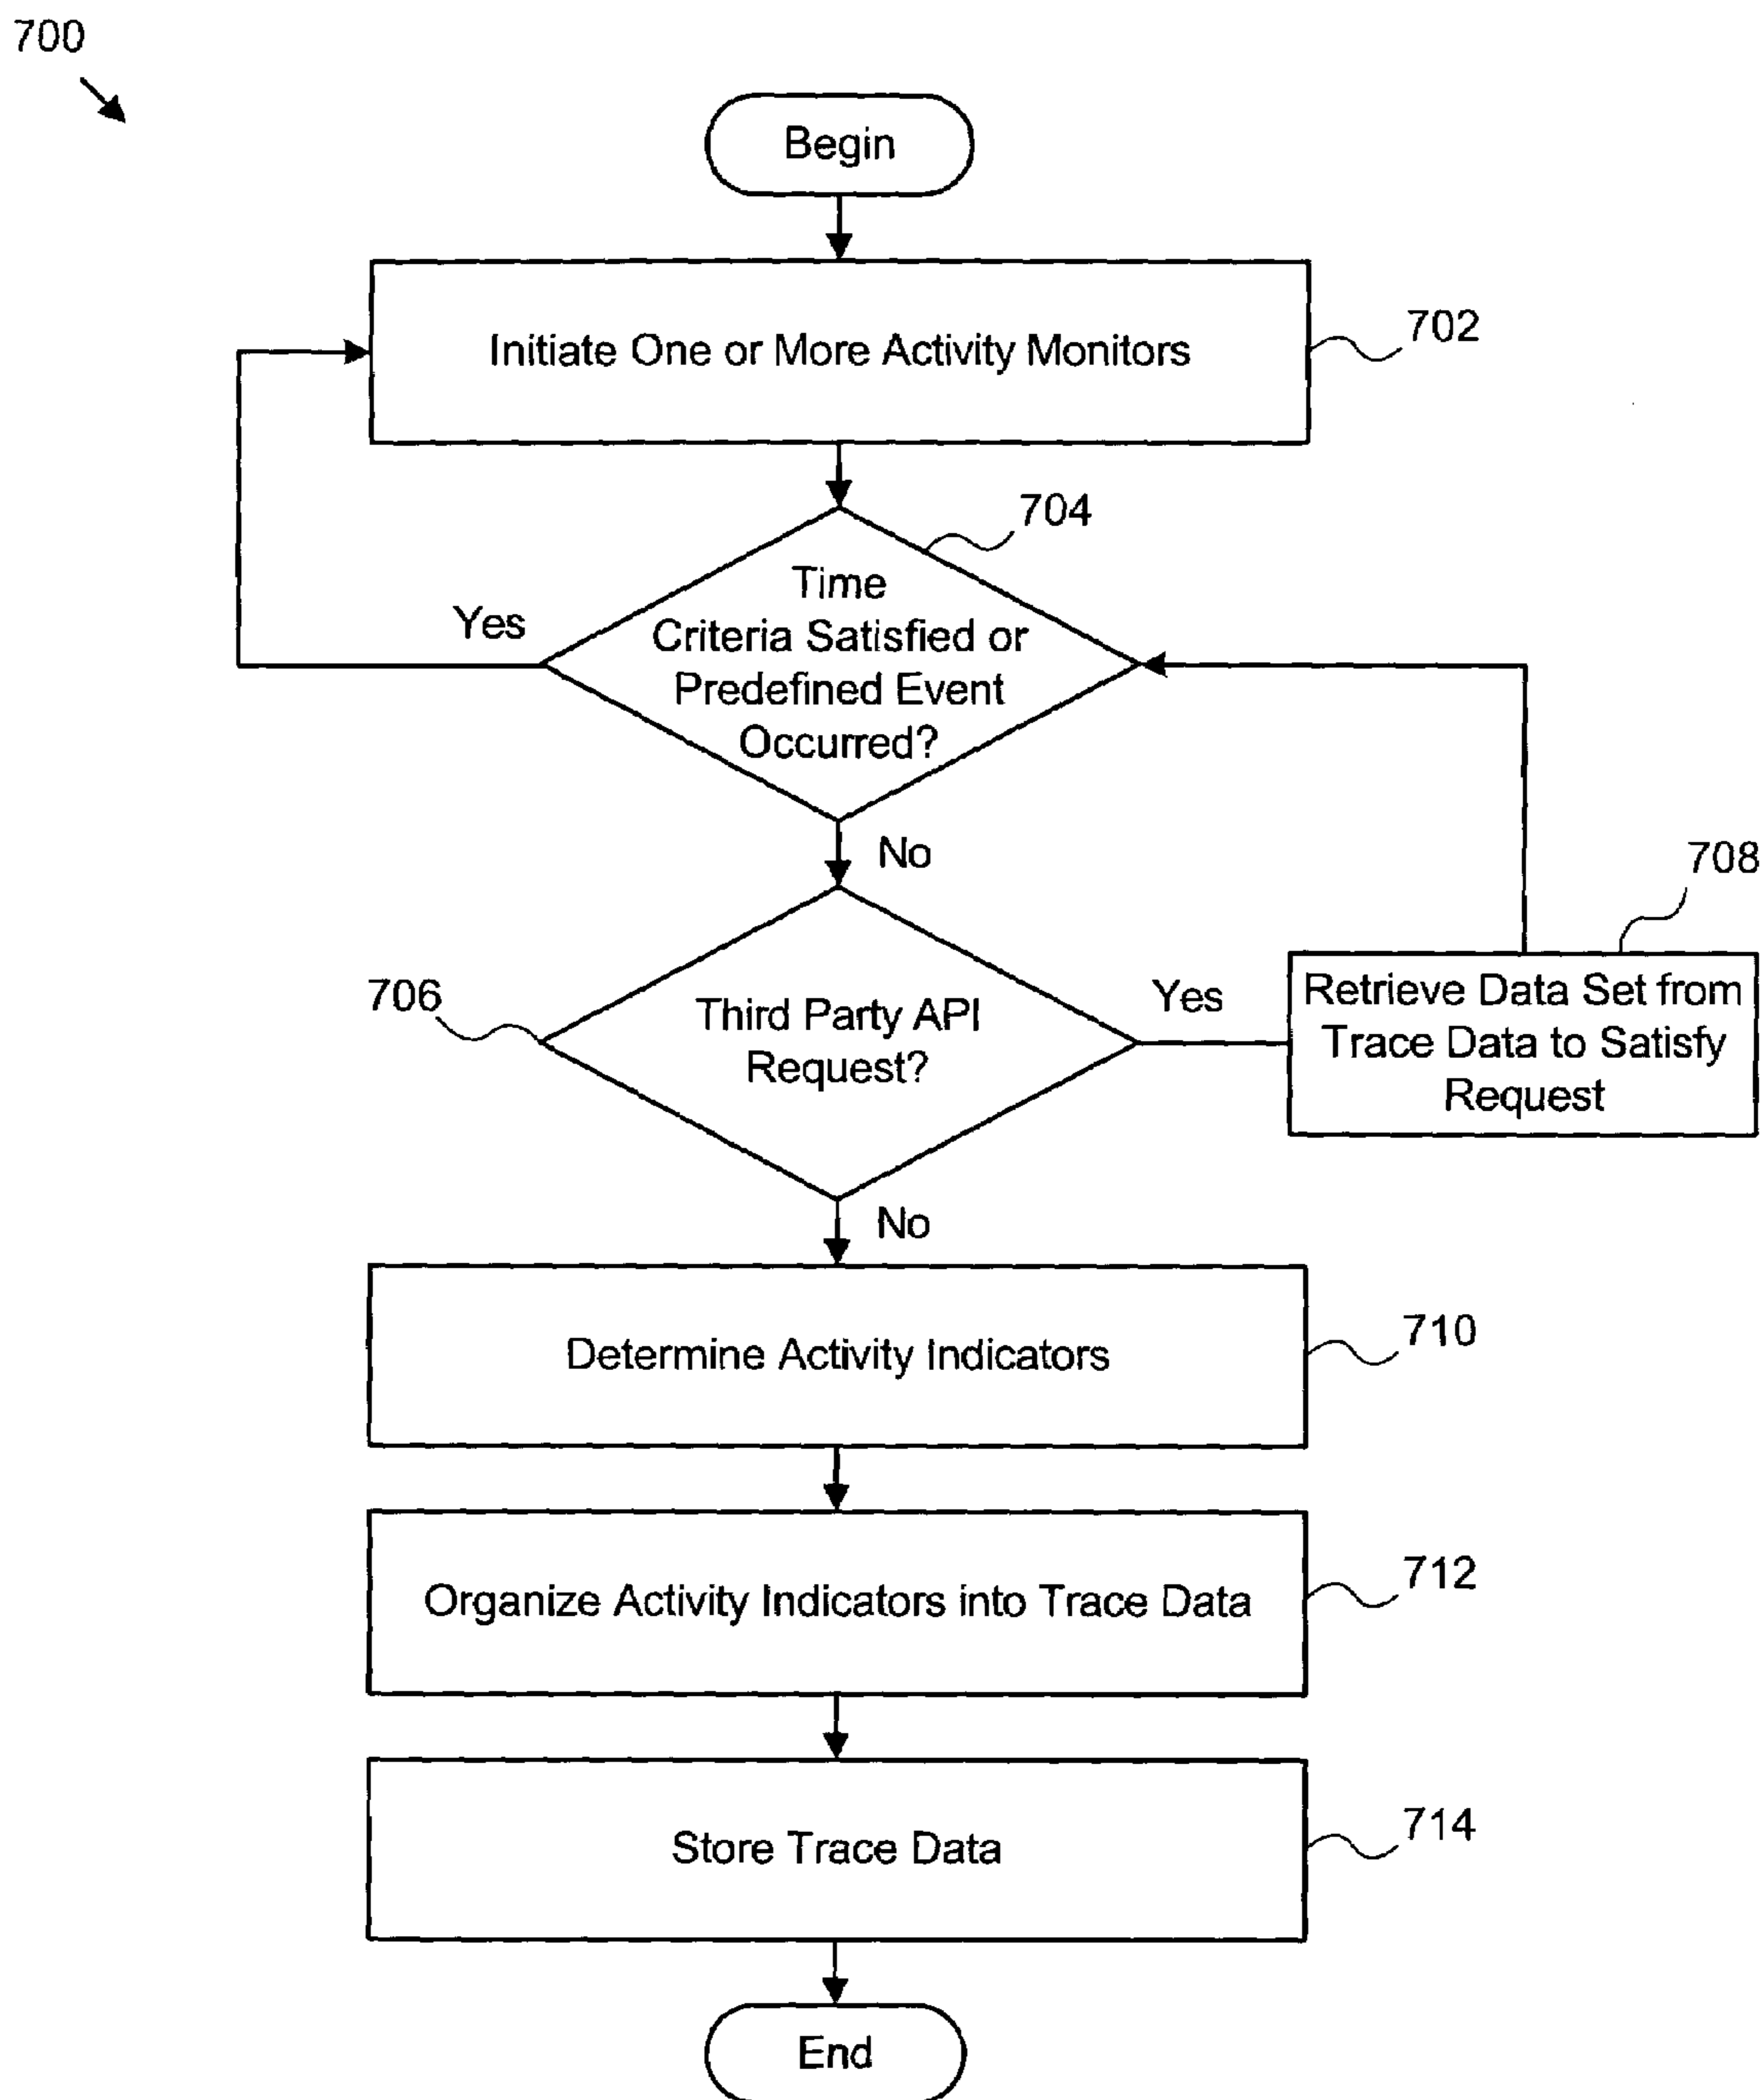 700
Begin
Initiate One or More Activity Monitors
702
704
Time
Criteria Satisfied or
Predefined Event
Occurred?
Yes
No
706
Third Party API
Request?
Yes
708
Retrieve Data Set from
Trace Data to Satisfy
Request
No
Determine Activity Indicators
710
Organize Activity Indicators into Trace Data
712
Store Trace Data
714
End